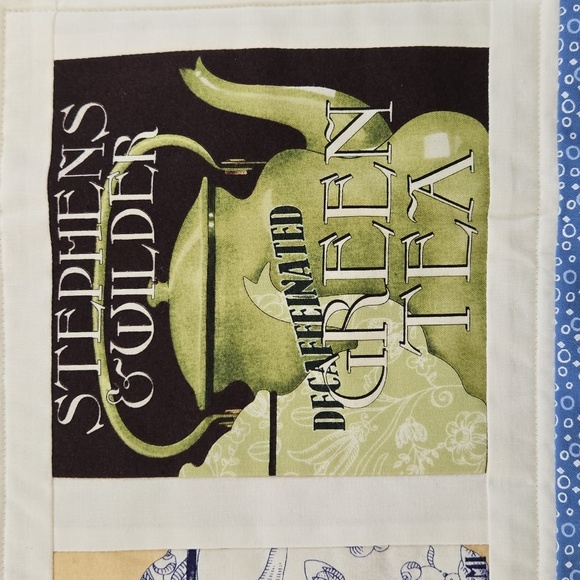 STEPHENS
& WILDER
DECAFFEINATED
GREEN
TEA